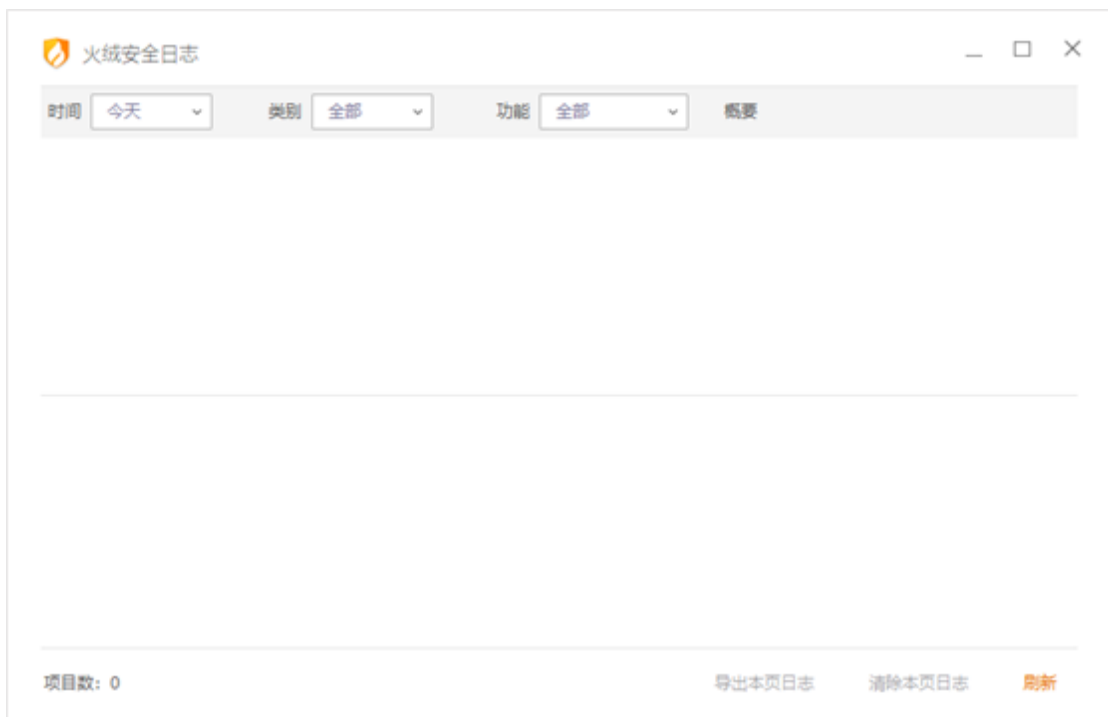 火绒安全日志
时间 今天 类别 全部 功能 全部 概要
项目数: 0 导出本页日志 清除本页日志 刷新